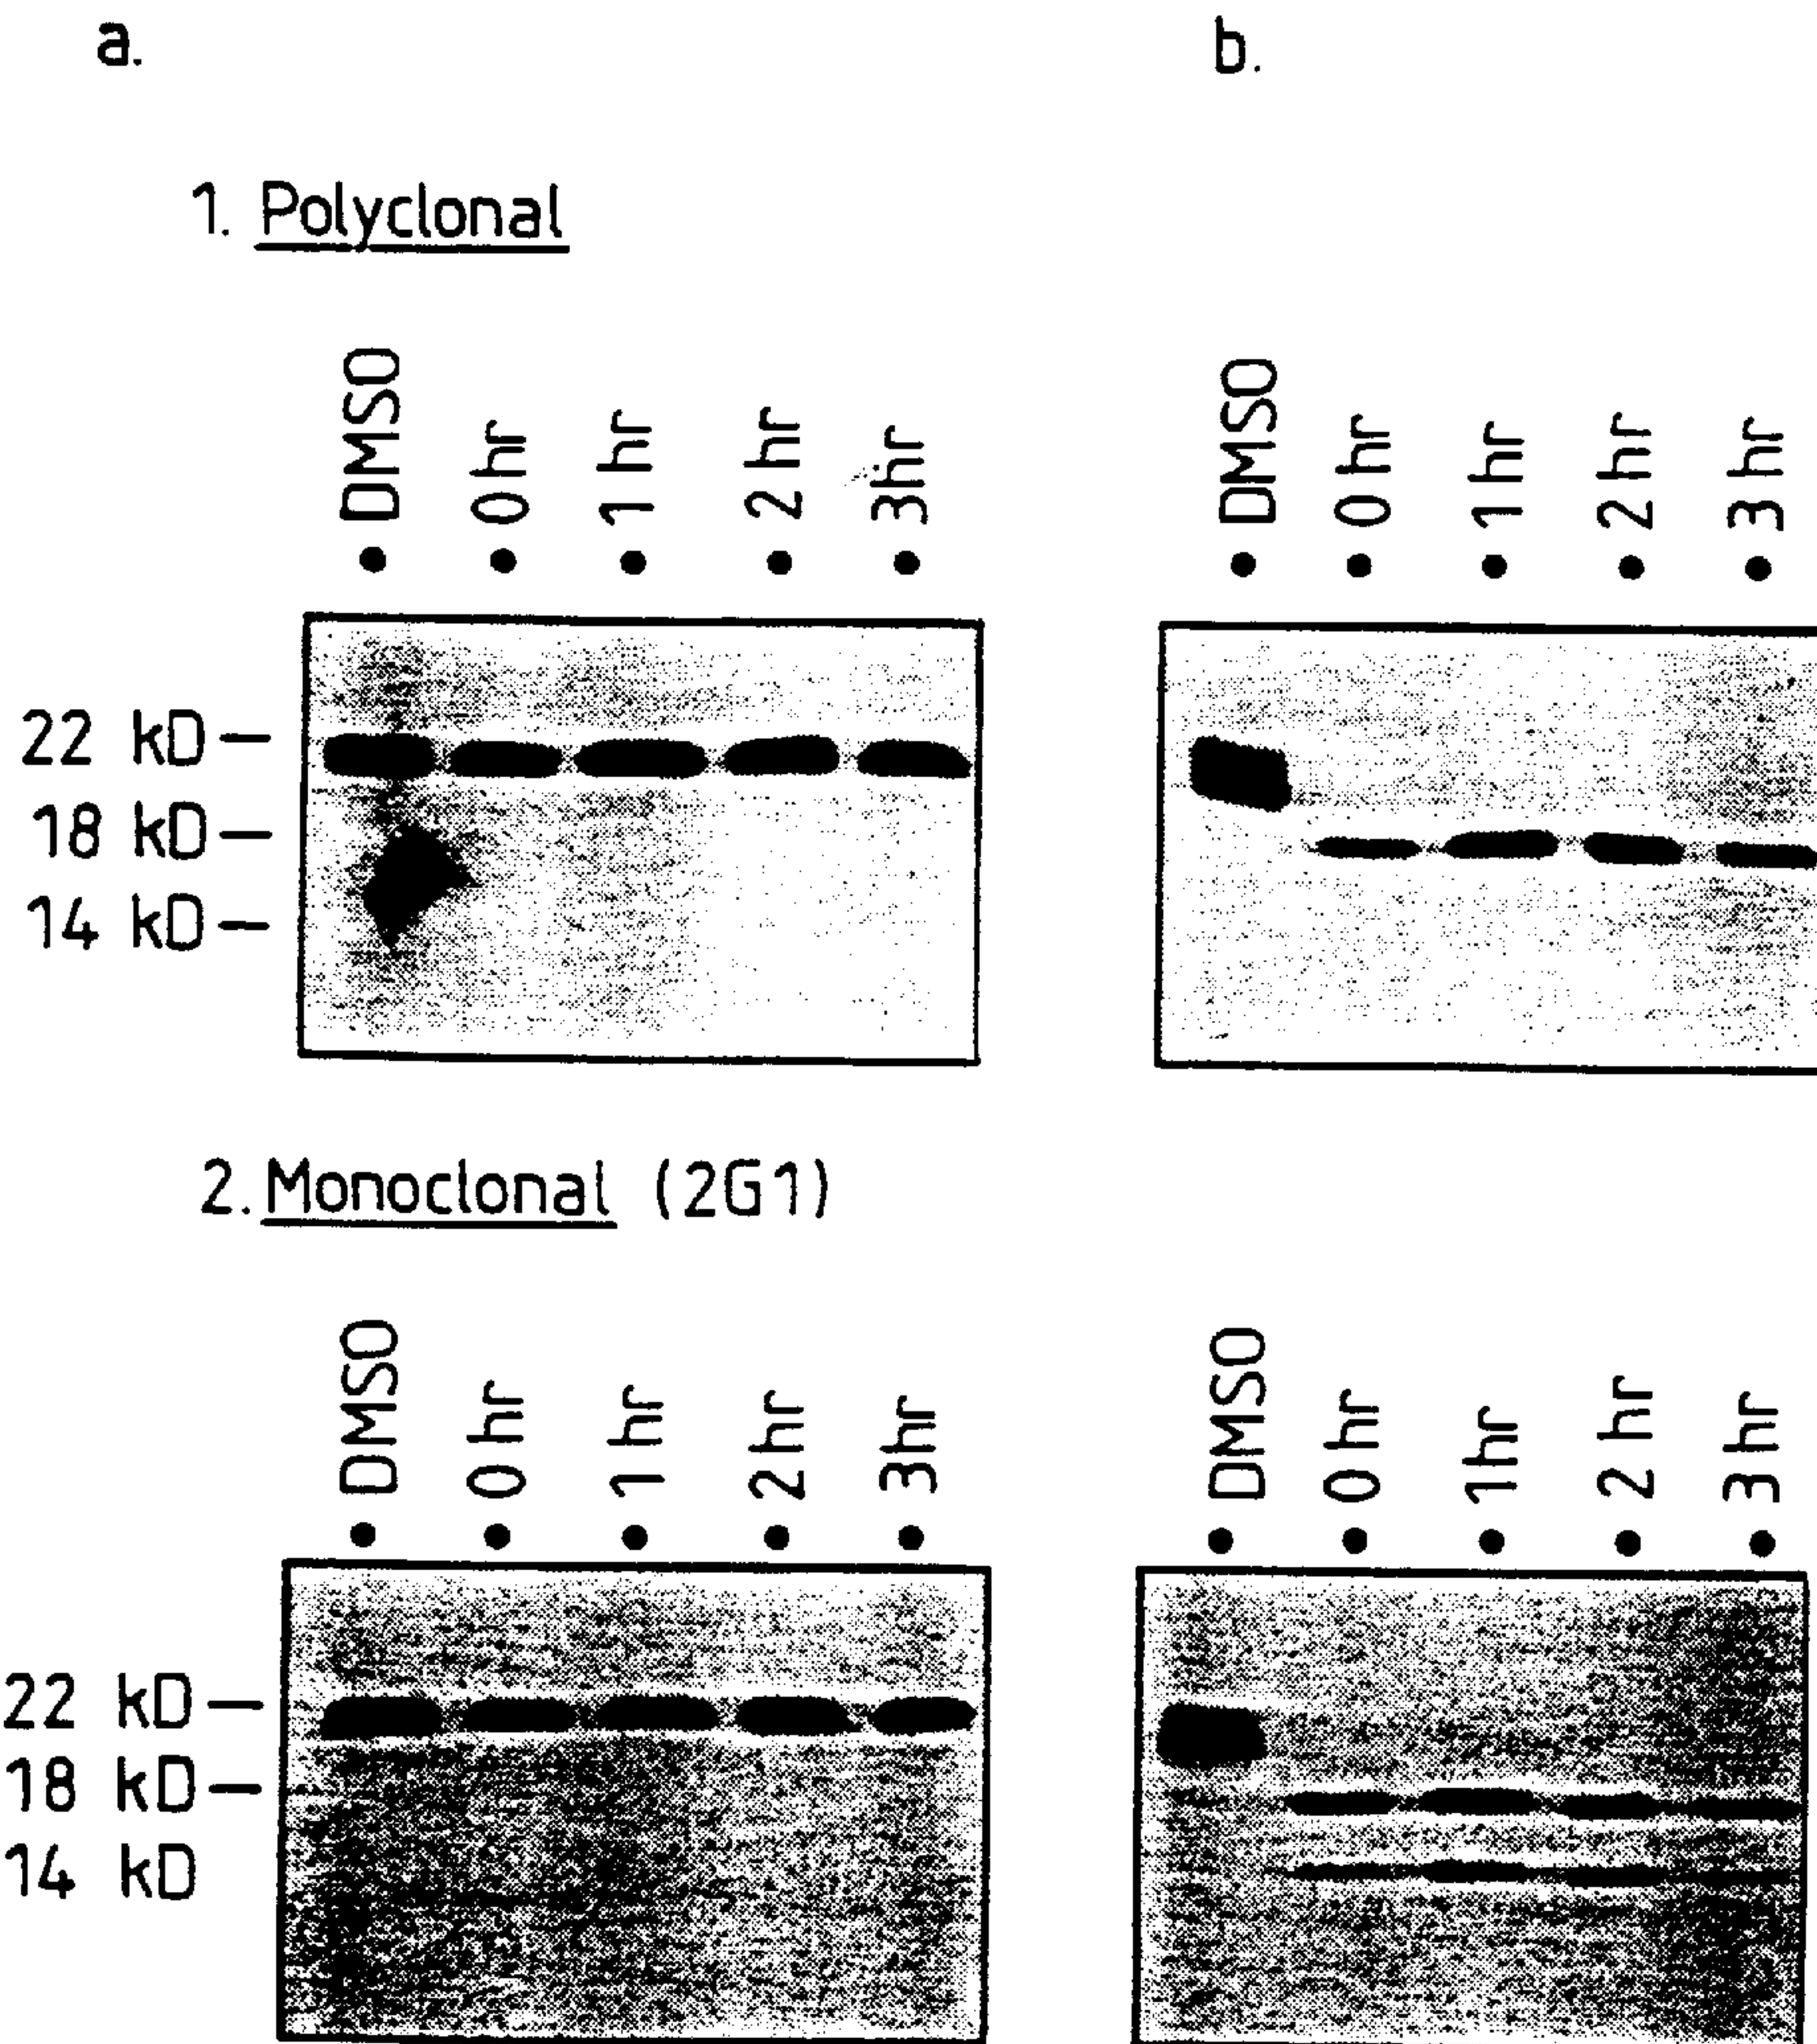 a. b.
1. Polyclonal
DMSO 0 hr 1 hr 2 hr 3hr DMSO 0 hr 1 hr 2 hr 3 hr
22 kD
18 kD
14 kD
2. Monoclonal (2G1)
DMSO 0 hr 1 hr 2 hr 3hr DMSO 0 hr 1hr 2 hr 3 hr
22 kD
18 kD
14 kD